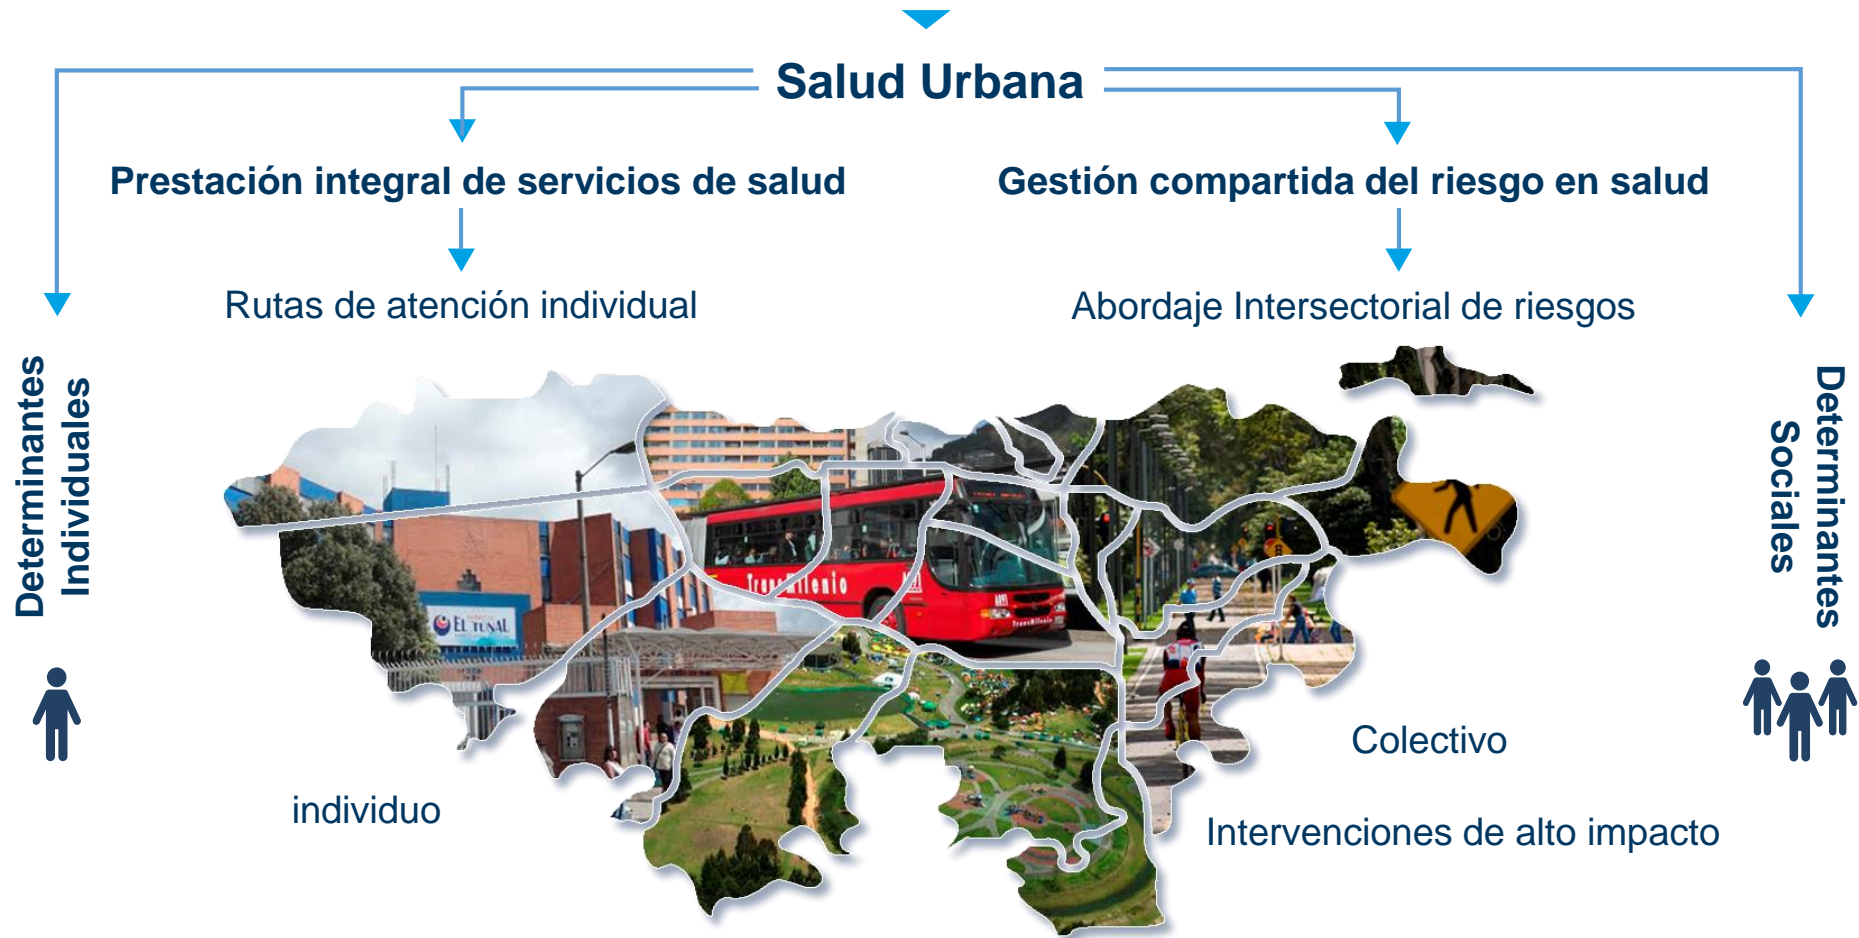 Salud Urbana
Prestación integral de servicios de salud
Gestión compartida del riesgo en salud
Rutas de atención individual
Abordaje Intersectorial de riesgos
Determinantes
Individuales
Determinantes
Sociales
EL TUNAL
TransMilenio
TransMilenio
individuo
Colectivo
Intervenciones de alto impacto